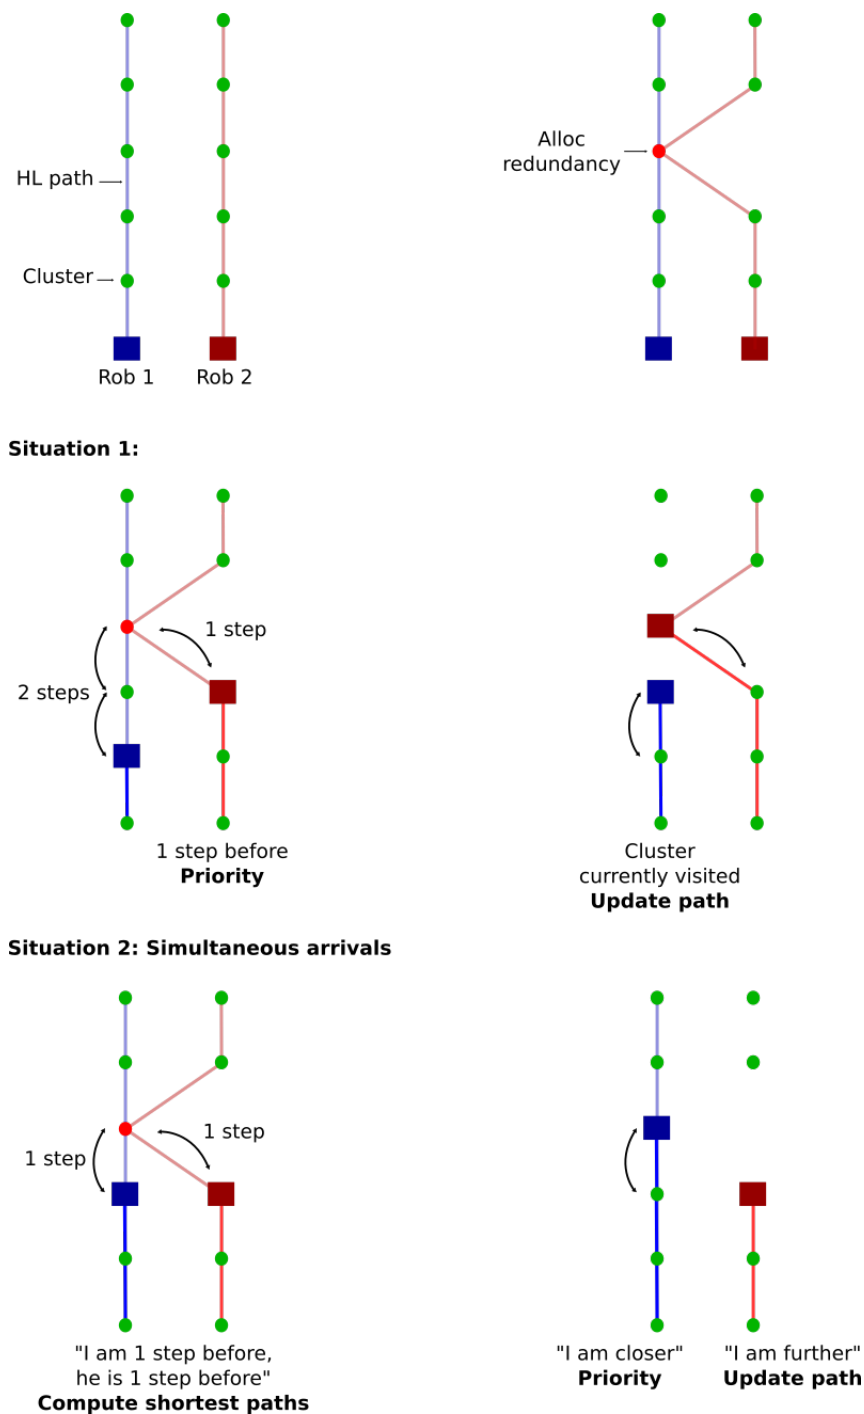 Alloc
redundancy
HL path
Cluster
Rob 1
Rob 2
Situation 1:
1 step
2 steps
1 step before
Priority
Cluster
currently visited
Update path
Situation 2: Simultaneous arrivals
1 step
1 step
"I am 1 step before,
he is 1 step before"
Compute shortest paths
"I am closer"
Priority
"I am further"
Update path